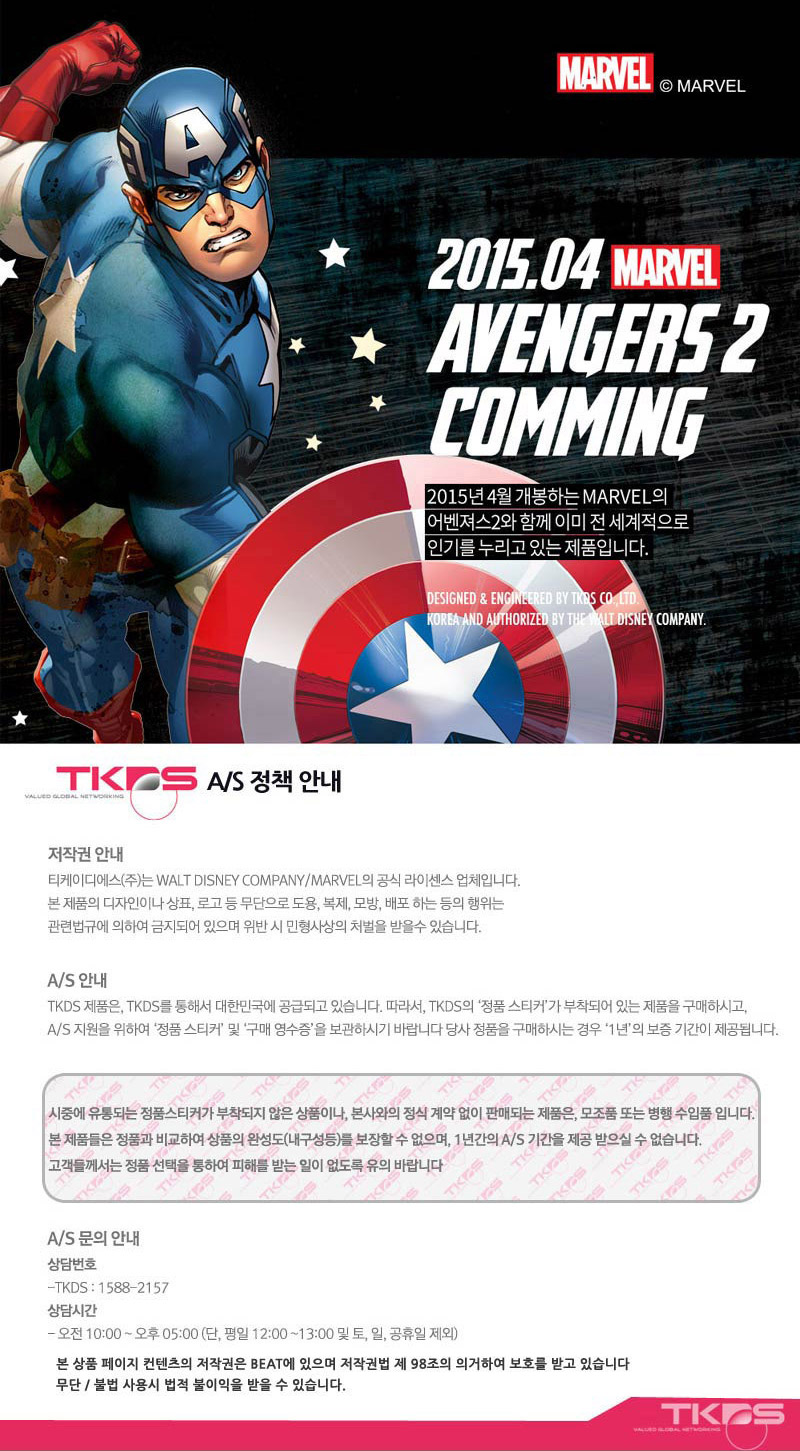 MARVEL © MARVEL
A
2015.04 MARVEL
AVENGERS 2
COMMING
2015년 4월 개봉하는 MARVEL의
어벤져스2와 함께 이미 전 세계적으로
인기를 누리고 있는 제품입니다.
DESIGNED & ENGINEERED BY TKDS CO., LTD.
KOREA AND AUTHORIZED BY THE WALT DISNEY COMPANY.
TKDS A/S 정책 안내
VALUED GLOBAL NETWORKING
저작권 안내
티케이디에스(주)는 WALT DISNEY COMPANY/MARVEL의 공식 라이센스 업체입니다.
본 제품의 디자인이나 상표, 로고 등 무단으로 도용, 복제, 모방, 배포 하는 등의 행위는
관련법규에 의하여 금지되어 있으며 위반 시 민형사상의 처벌을 받을수 있습니다.
A/S 안내
TKDS 제품은, TKDS를 통해서 대한민국에 공급되고 있습니다. 따라서, TKDS의 '정품 스티커'가 부착되어 있는 제품을 구매하시고,
A/S 지원을 위하여 '정품 스티커' 및 '구매 영수증'을 보관하시기 바랍니다 당사 정품을 구매하시는 경우 '1년'의 보증 기간이 제공됩니다.
시중에 유통되는 정품스티커가 부착되지 않은 상품이나, 본사와의 정식 계약 없이 판매되는 제품은, 모조품 또는 병행 수입품 입니다.
본 제품들은 정품과 비교하여 상품의 완성도(내구성등)를 보장할 수 없으며, 1년간의 A/S 기간을 제공 받으실 수 없습니다.
고객들께서는 정품 선택을 통하여 피해를 받는 일이 없도록 유의 바랍니다
A/S 문의 안내
상담번호
-TKDS : 1588-2157
상담시간
- 오전 10:00 ~ 오후 05:00 (단, 평일 12:00 ~13:00 및 토, 일, 공휴일 제외)
본 상품 페이지 컨텐츠의 저작권은 BEAT에 있으며 저작권법 제 98조의 의거하여 보호를 받고 있습니다
무단 / 불법 사용시 법적 불이익을 받을 수 있습니다.
TKDS
VALUED GLOBAL NETWORKING